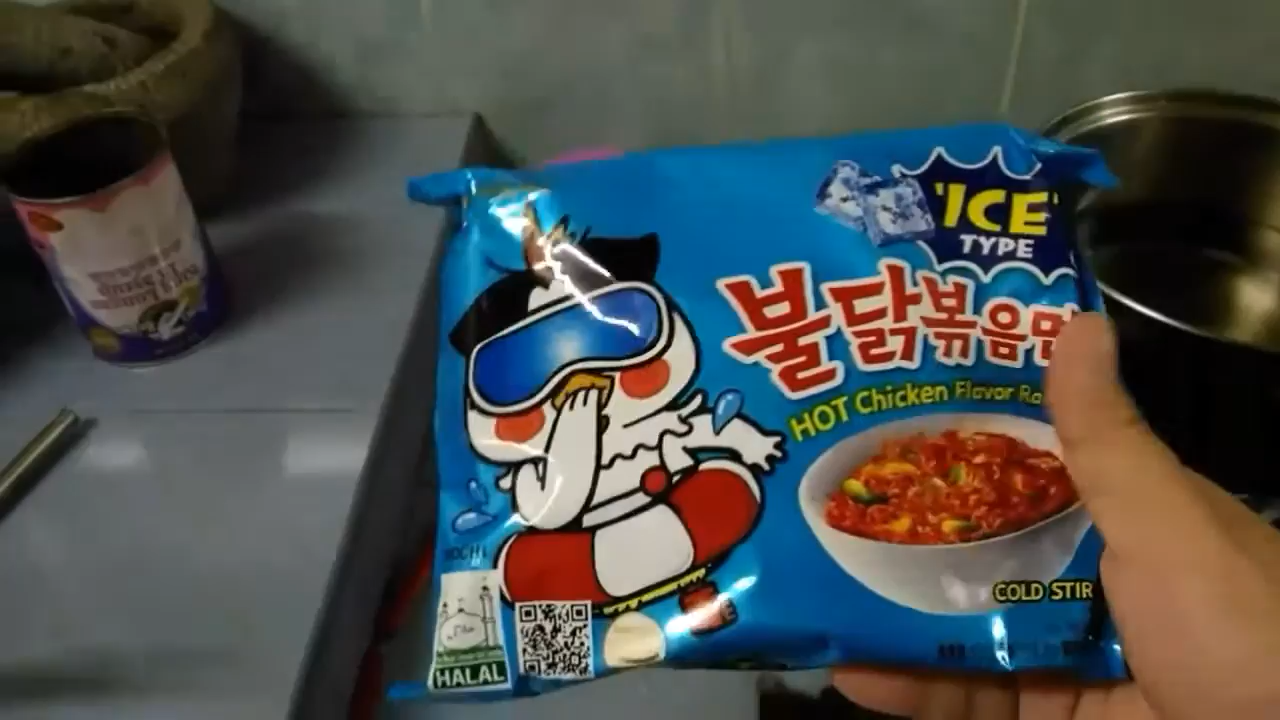 'ICE'
TYPE
불닭볶음면
HOT Chicken Flavor Ra
COLD STIR
HALAL